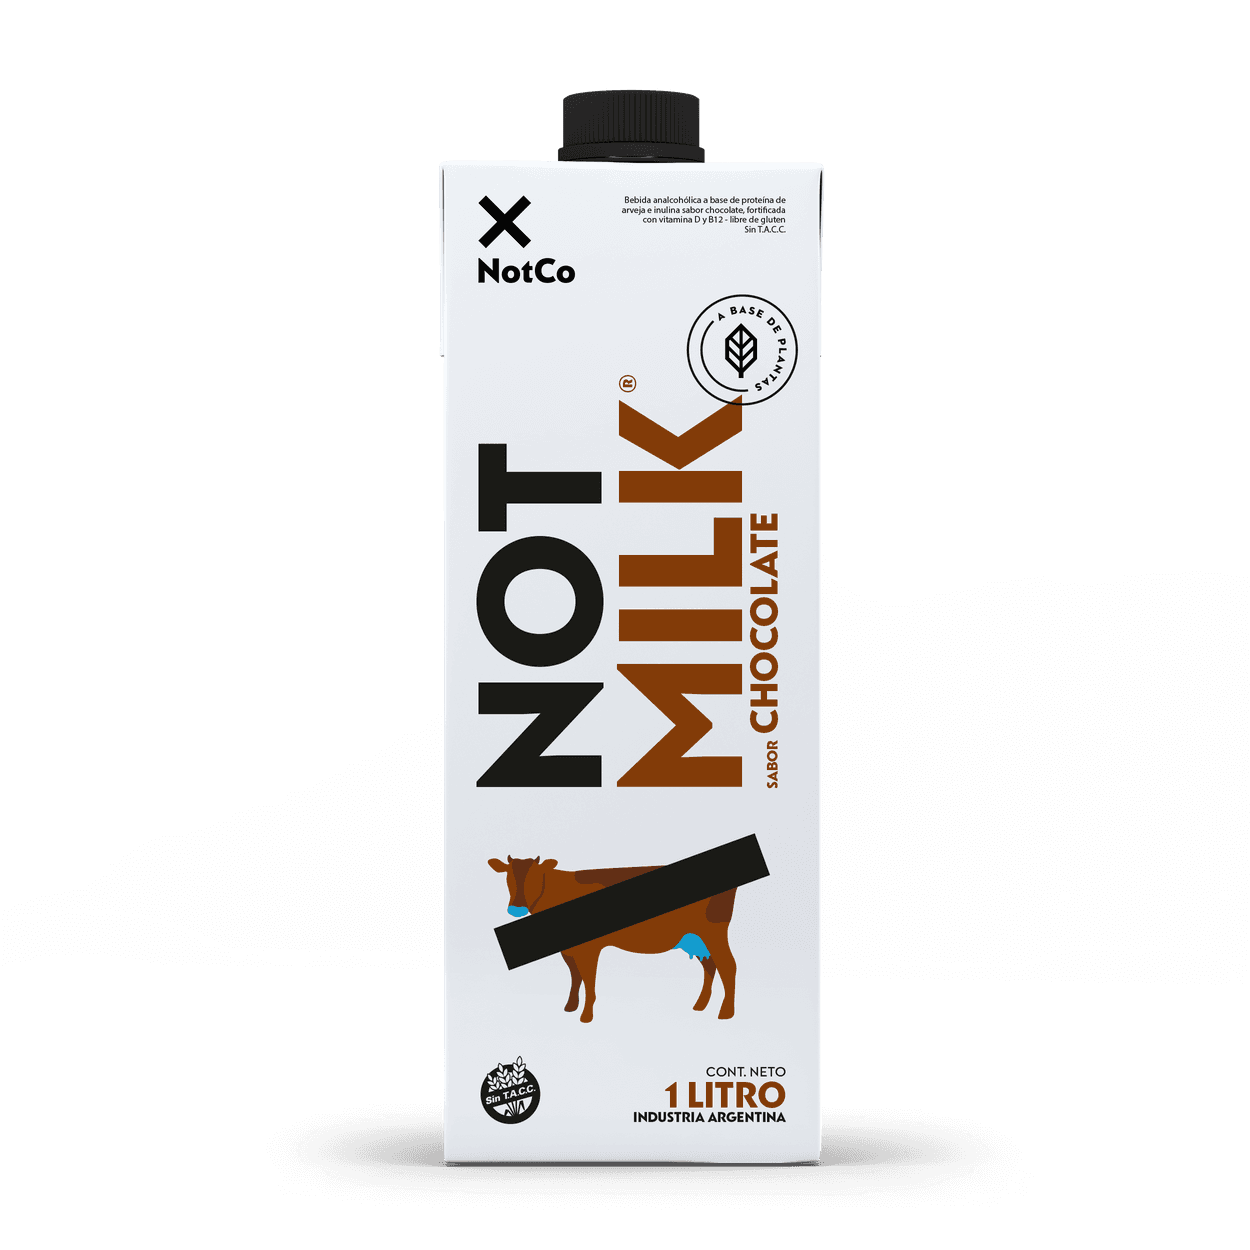 NotCo
Bebida analcohólica a base de proteína de
arveja e inulina sabor chocolate, fortificada
con vitamina D y B12 - libre de gluten
Sin T.A.C.C.
A BASE DE PLANTAS
NOT
MILK®
SABOR CHOCOLATE
Sin T.A.C.C.
CONT. NETO
1 LITRO
INDUSTRIA ARGENTINA